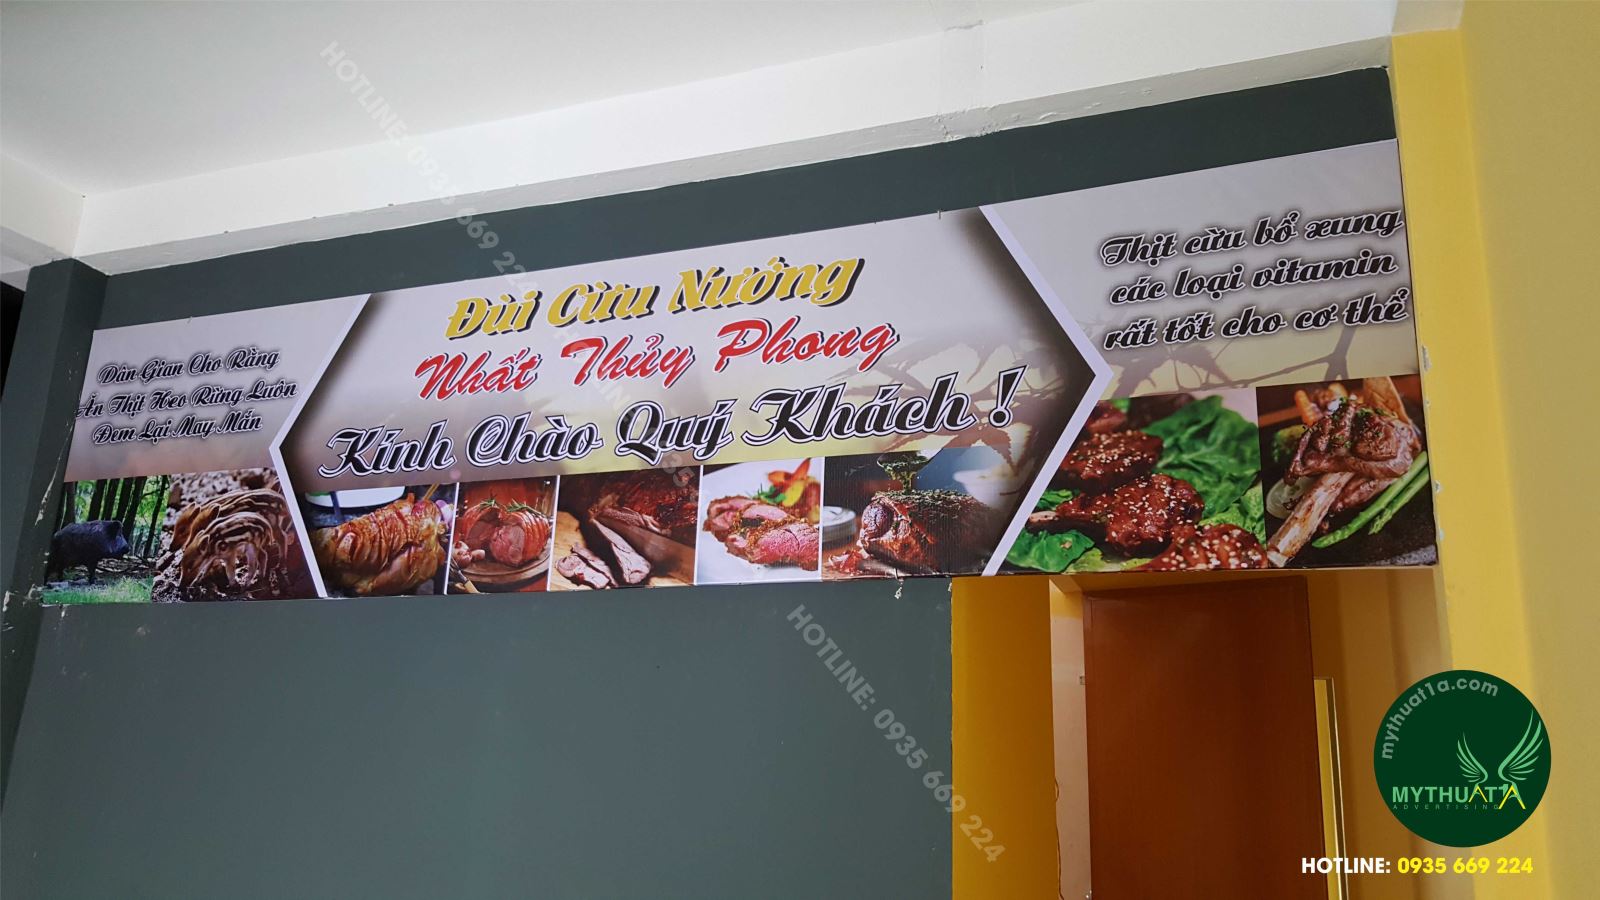 Dân Gian Cho Rằng
Ăn Thịt Heo Rừng Luôn
Đem Lại May Mắn
Đùi Cừu Nướng
Nhất Thủy Phong
Kính Chào Quý Khách !
Thịt cừu bổ xung
các loại vitamin
rất tốt cho cơ thể
HOTLINE: 0935 669 224
HOTLINE: 0935 669 224
mythuat1a.com
MYTHUAT1A
ADVERTISING
HOTLINE: 0935 669 224